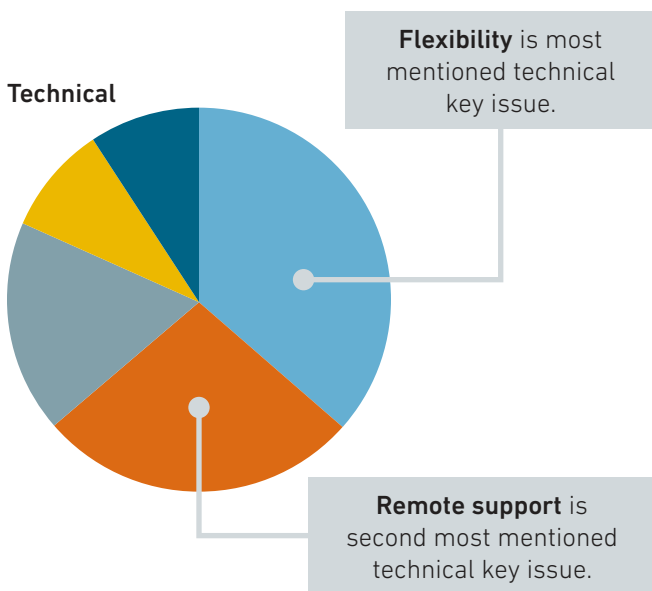 Flexibility is most
mentioned technical
key issue.
Technical
Remote support is
second most mentioned
technical key issue.